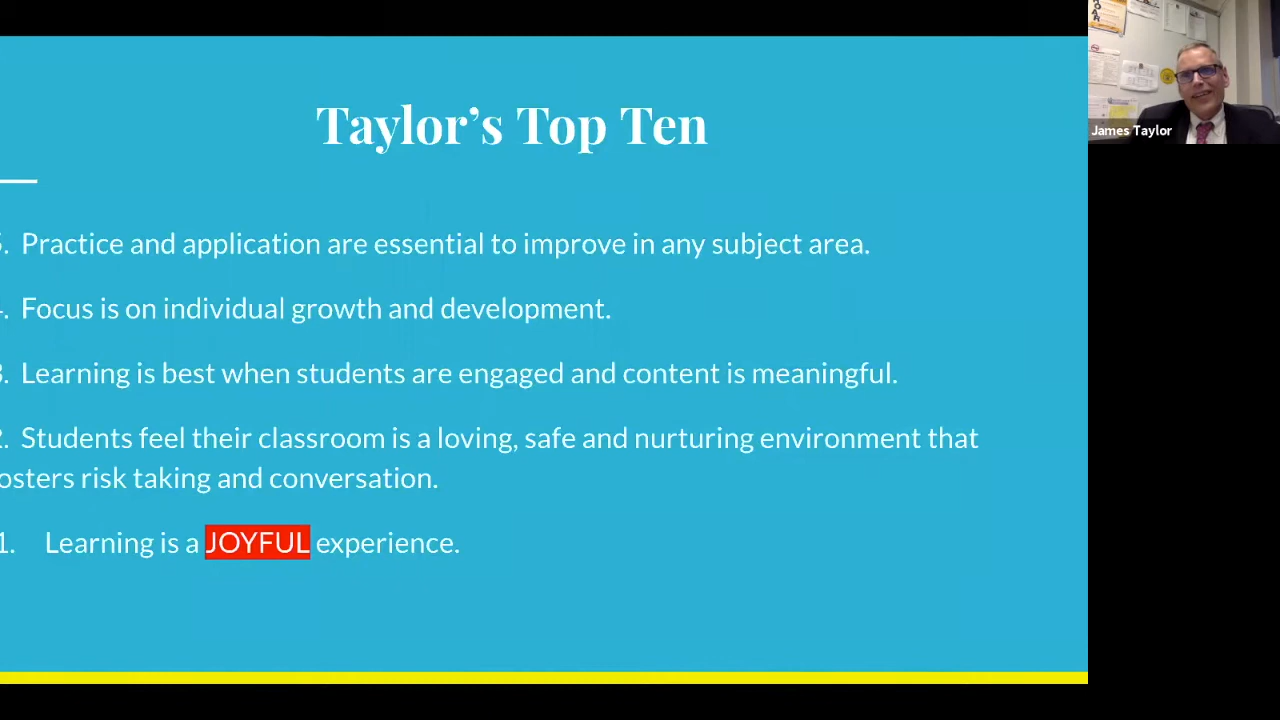 Taylor's Top Ten
James Taylor
5. Practice and application are essential to improve in any subject area.
4. Focus is on individual growth and development.
3. Learning is best when students are engaged and content is meaningful.
2. Students feel their classroom is a loving, safe and nurturing environment that
osters risk taking and conversation.
1. Learning is a JOYFUL experience.